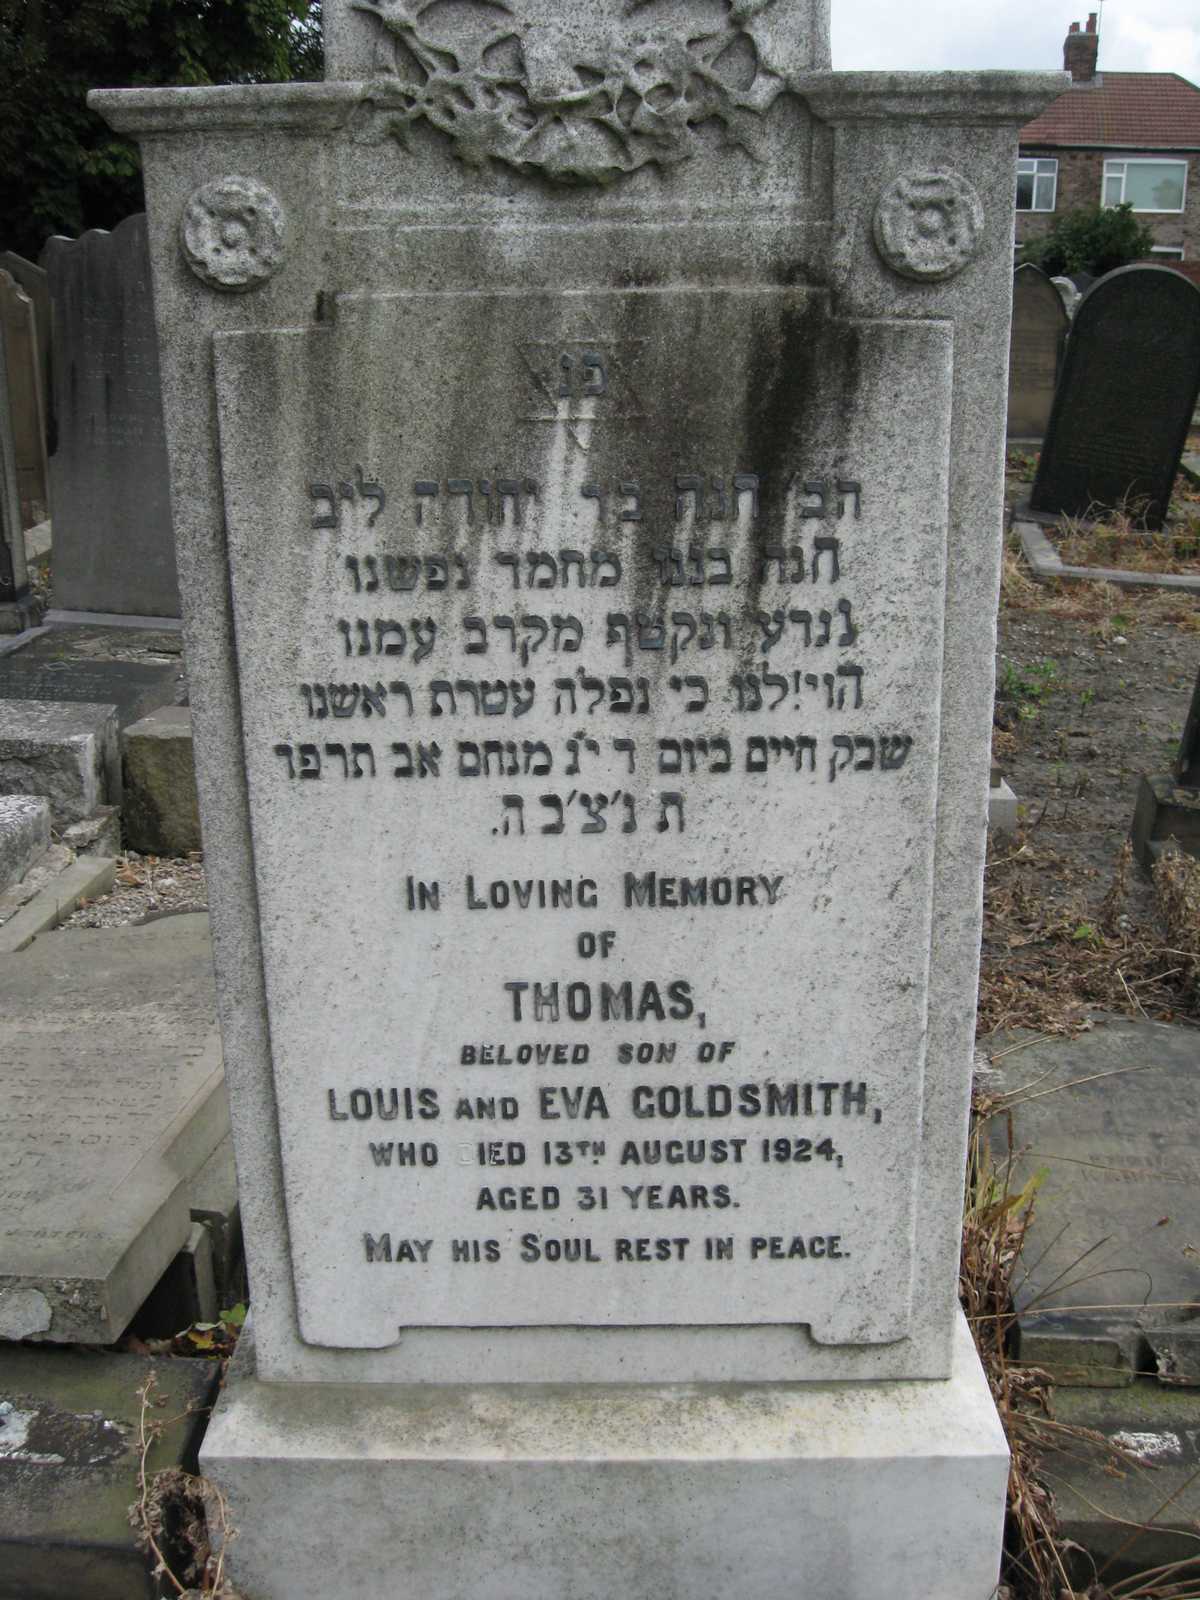 פנ
הב' חנה בר יהודה ליב
חנה בננו מחמד נפשנו
נגדע ונקטף מקרב עמנו
הוי!לנו כי נפלה עטרת ראשנו
שבק חיים ביום ד י"ג מנחם אב תרפד
ת נ'צ'ב ה.
IN LOVING MEMORY
OF
THOMAS,
BELOVED SON OF
LOUIS AND EVA GOLDSMITH,
WHO DIED 13TH AUGUST 1924,
AGED 31 YEARS.
MAY HIS SOUL REST IN PEACE.